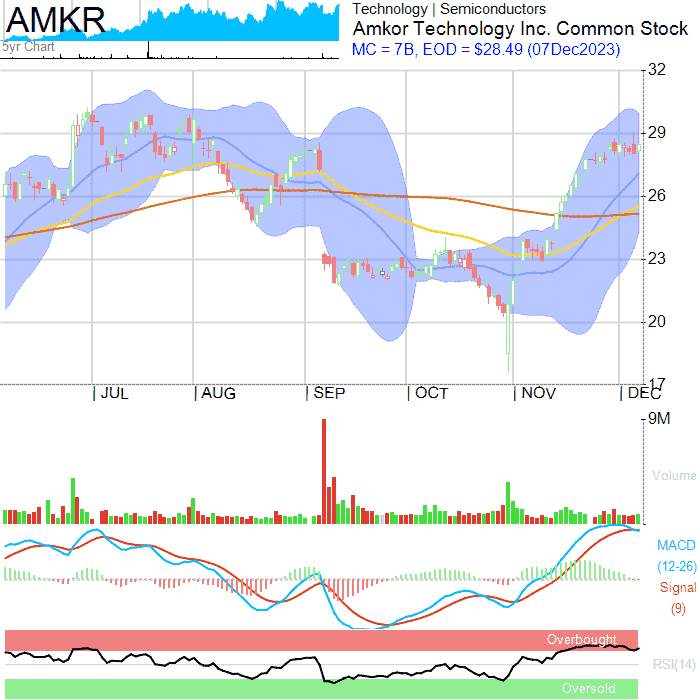 AMKR
5yr Chart
Technology | Semiconductors
Amkor Technology Inc. Common Stock
MC = 7B, EOD = $28.49 (07Dec2023)
32
29
26
23
20
17
JUL
AUG
SEP
OCT
NOV
DEC
9M
Volume
MACD
(12-26)
Signal
(9)
Overbought
RSI(14)
Oversold